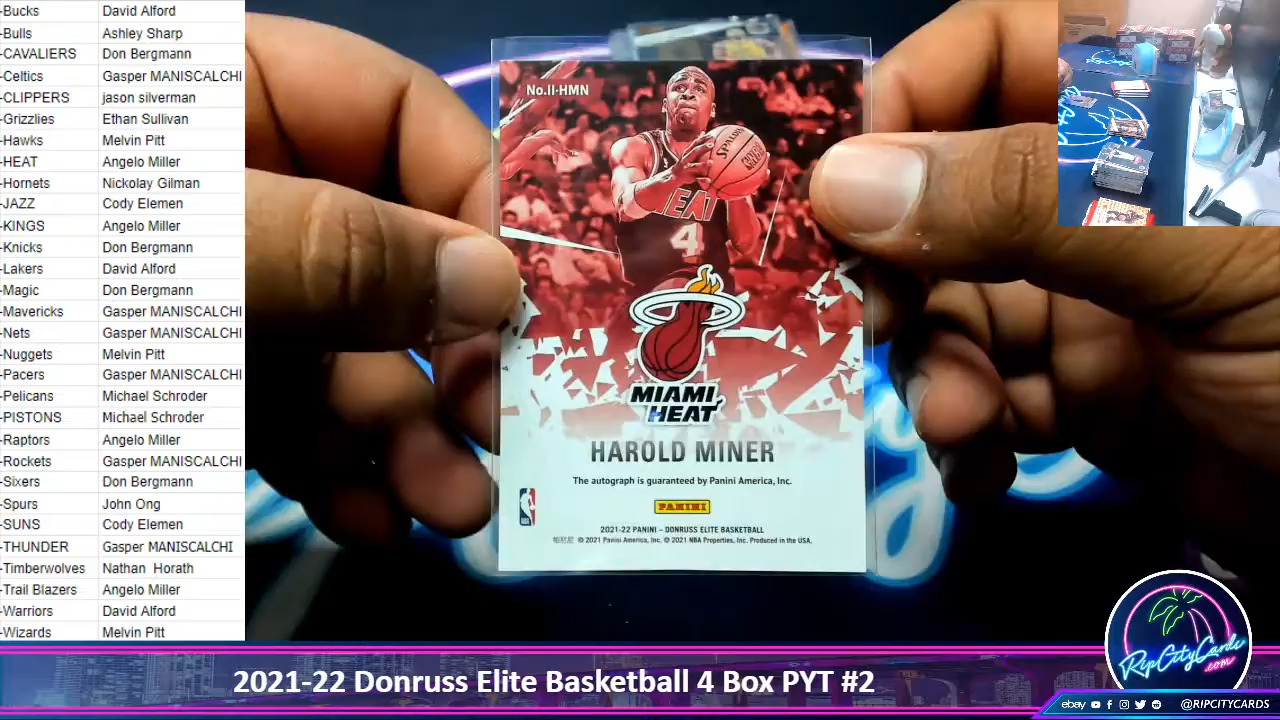 -Bucks David Alford
-Bulls Ashley Sharp
-CAVALIERS Don Bergmann
-Celtics Gasper MANISCALCHI
-CLIPPERS jason silverman
-Grizzlies Ethan Sullivan
-Hawks Melvin Pitt
-HEAT Angelo Miller
-Hornets Nickolay Gilman
-JAZZ Cody Elemen
-KINGS Angelo Miller
-Knicks Don Bergmann
-Lakers David Alford
-Magic Don Bergmann
-Mavericks Gasper MANISCALCHI
-Nets Gasper MANISCALCHI
-Nuggets Melvin Pitt
-Pacers Gasper MANISCALCHI
-Pelicans Michael Schroder
-PISTONS Michael Schroder
-Raptors Angelo Miller
-Rockets Gasper MANISCALCHI
-Sixers Don Bergmann
-Spurs John Ong
-SUNS Cody Elemen
-THUNDER Gasper MANISCALCHI
-Timberwolves Nathan Horath
-Trail Blazers Angelo Miller
-Warriors David Alford
-Wizards Melvin Pitt
No.II-HMN
SPALDING
HEAT
4
MIAMI
HEAT
HAROLD MINER
The autograph is guaranteed by Panini America, Inc.
PANINI
2021-22 PANINI – DONRUSS ELITE BASKETBALL
© 2021 Panini America, Inc. © 2021 NBA Properties, Inc. Produced in the USA.
RipCityCards
.com
2021-22 Donruss Elite Basketball 4 Box PYT #2
ebay @RIPCITYCARDS